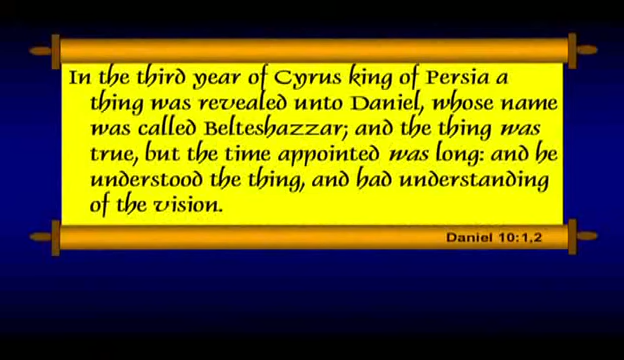 In the third year of Cyrus king of Persia a
thing was revealed unto Daniel, whose name
was called Belteshazzar; and the thing was
true, but the time appointed was long: and he
understood the thing, and had understanding
of the vision.
Daniel 10:1,2